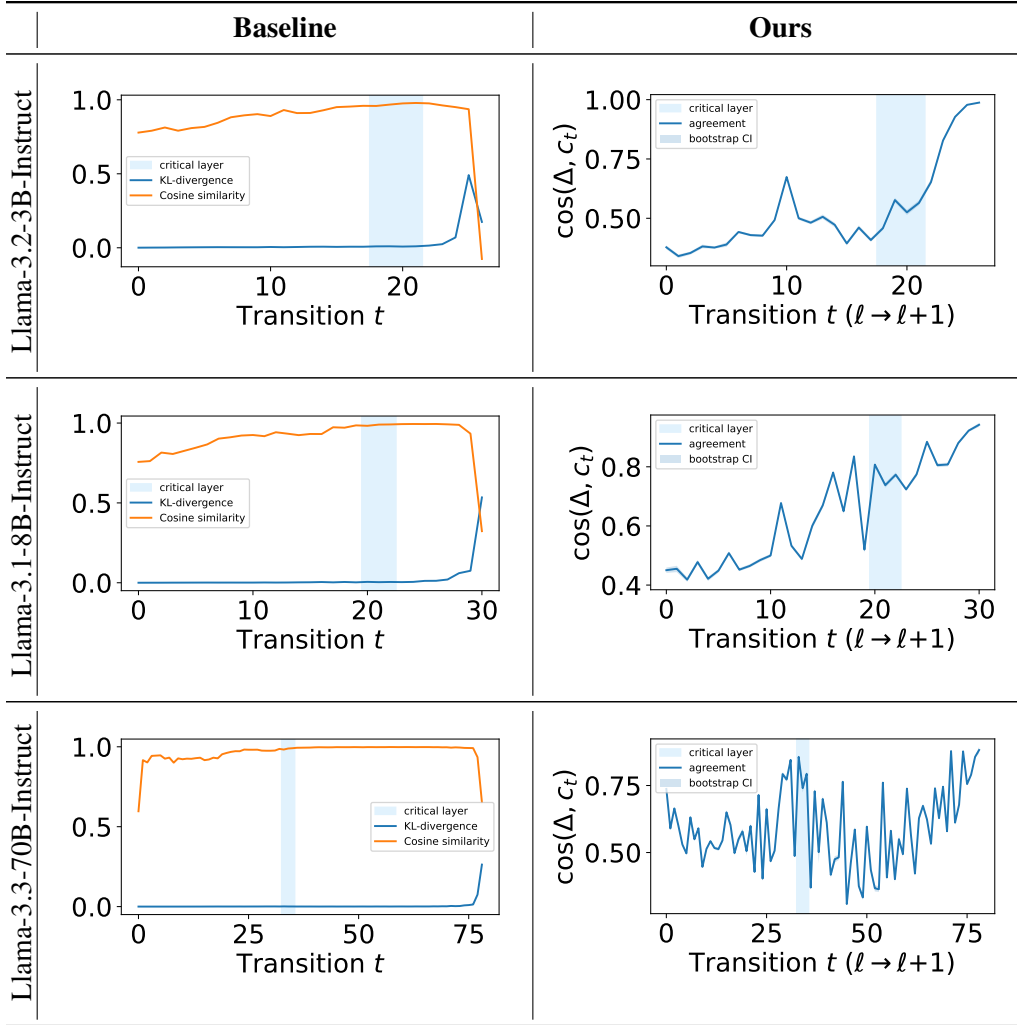 Baseline
Ours
Llama-3.2-3B-Instruct
1.0
0.5
0.0
critical layer
KL-divergence
Cosine similarity
0
10
20
Transition t
1.00
0.75
0.50
cos(Δ, c_t)
critical layer
agreement
bootstrap CI
0
10
20
Transition t (ℓ→ℓ+1)
Llama-3.1-8B-Instruct
1.0
0.5
0.0
critical layer
KL-divergence
Cosine similarity
0
10
20
30
Transition t
0.8
0.6
0.4
cos(Δ, c_t)
critical layer
agreement
bootstrap CI
0
10
20
30
Transition t (ℓ→ℓ+1)
Llama-3.3-70B-Instruct
1.0
0.5
0.0
critical layer
KL-divergence
Cosine similarity
0
25
50
75
Transition t
0.75
0.50
cos(Δ, c_t)
critical layer
agreement
bootstrap CI
0
25
50
75
Transition t (ℓ→ℓ+1)